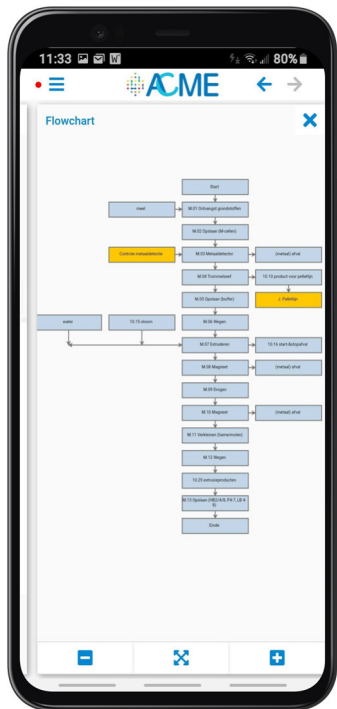 11:33
80%
ACME
Flowchart
Start
meel
M.01 Ontvangst grondstoffen
M.02 Opslaan (M-cellen)
Controle metaaldetectie
M.03 Metaaldetector
(metaal) afval
M.04 Trommelzeef
10.10 product voor pelletlijn
M.05 Opslaan (buffer)
J. Pelletlijn
water
10.15 stoom
M.06 Wegen
M.07 Extruderen
10.16 start-&stopafval
M.08 Magneet
(metaal) afval
M.09 Drogen
M.10 Magneet
(metaal) afval
M.11 Verkleinen (hamermolen)
M.12 Wegen
10.25 extrusieproducten
Einde